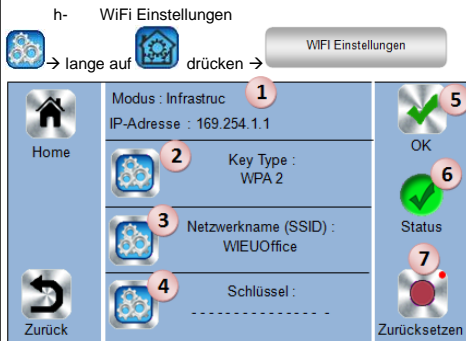 h- WiFi Einstellungen
→ lange auf drücken → WIFI Einstellungen
Modus : Infrastruc 1
IP-Adresse : 169.254.1.1
5
Home
OK
2
Key Type :
WPA 2
6
3
Netzwerkname (SSID) :
WIEUOffice
Status
4
Schlüssel :
- - - - - - - - - - - - - - -
7
Zurück
Zurücksetzen